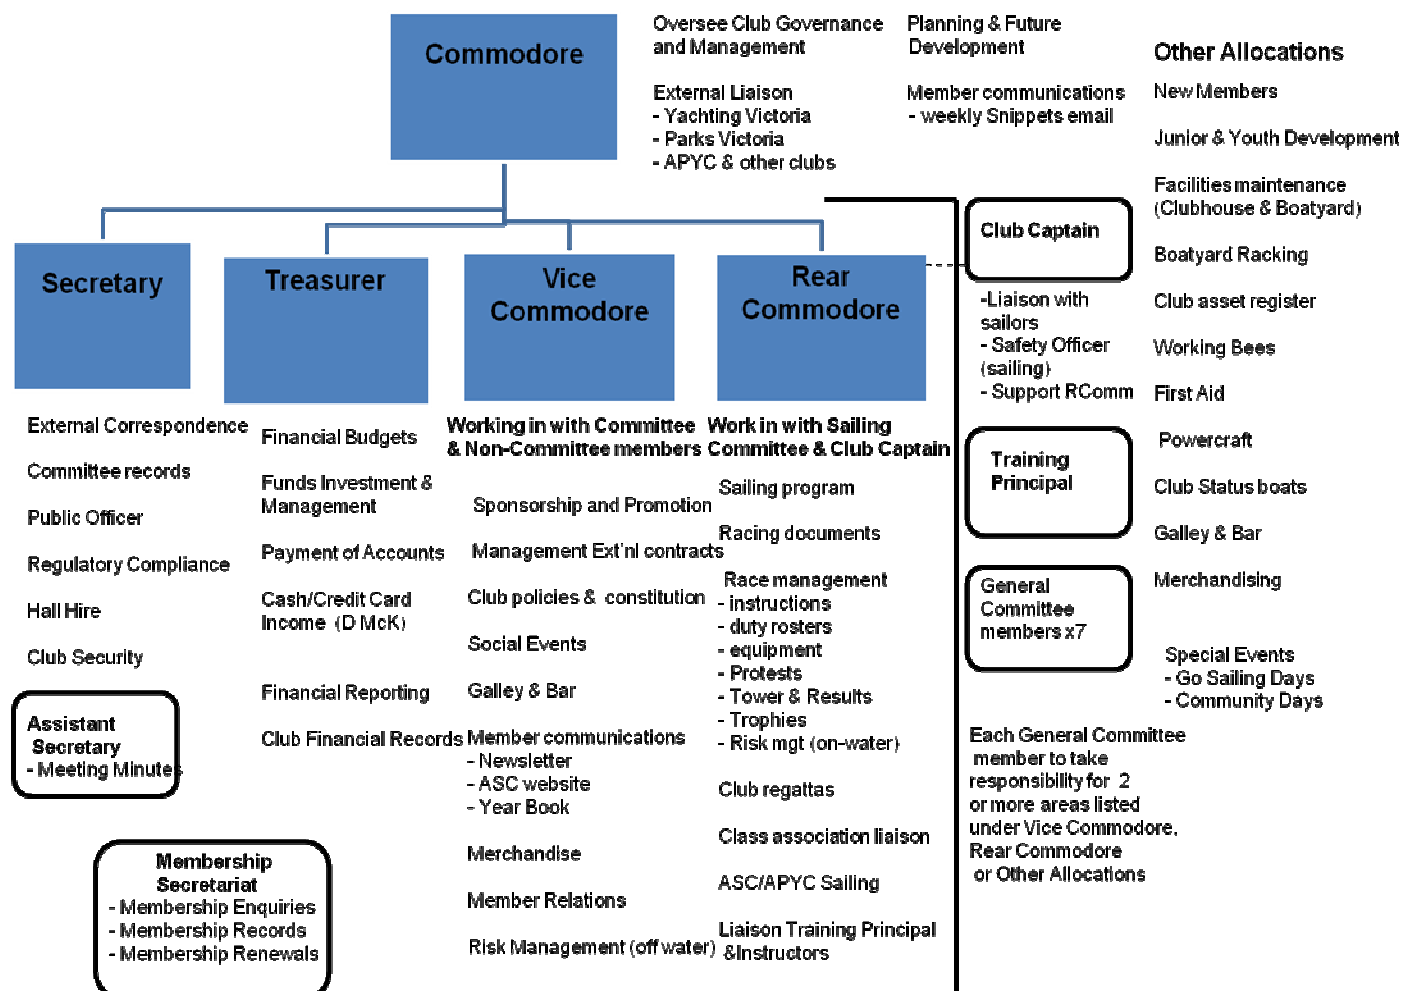 Commodore
Oversee Club Governance
and Management
External Liaison
- Yachting Victoria
- Parks Victoria
- APYC & other clubs
Planning & Future
Development
Member communications
- weekly Snippets email
Other Allocations
New Members
Junior & Youth Development
Facilities maintenance
(Clubhouse & Boatyard)
Boatyard Racking
Club asset register
Working Bees
First Aid
Powercraft
Club Status boats
Galley & Bar
Merchandising
Special Events
- Go Sailing Days
- Community Days
Secretary
External Correspondence
Committee records
Public Officer
Regulatory Compliance
Hall Hire
Club Security
Assistant
Secretary
- Meeting Minutes
Membership
Secretariat
- Membership Enquiries
- Membership Records
- Membership Renewals
Treasurer
Financial Budgets
Funds Investment &
Management
Payment of Accounts
Cash/Credit Card
Income (D McK)
Financial Reporting
Club Financial Records
Vice
Commodore
Working in with Committee
& Non-Committee members
Sponsorship and Promotion
Management Ext'nl contracts
Club policies & constitution
Social Events
Galley & Bar
Member communications
- Newsletter
- ASC website
- Year Book
Merchandise
Member Relations
Risk Management (off water)
Rear
Commodore
Work in with Sailing
Committee & Club Captain
Sailing program
Racing documents
Race management
- instructions
- duty rosters
- equipment
- Protests
- Tower & Results
- Trophies
- Risk mgt (on-water)
Club regattas
Class association liaison
ASC/APYC Sailing
Liaison Training Principal
&Instructors
Club Captain
-Liaison with
sailors
- Safety Officer
(sailing)
- Support RComm
Training
Principal
General
Committee
members x7
Each General Committee
member to take
responsibility for 2
or more areas listed
under Vice Commodore,
Rear Commodore
or Other Allocations